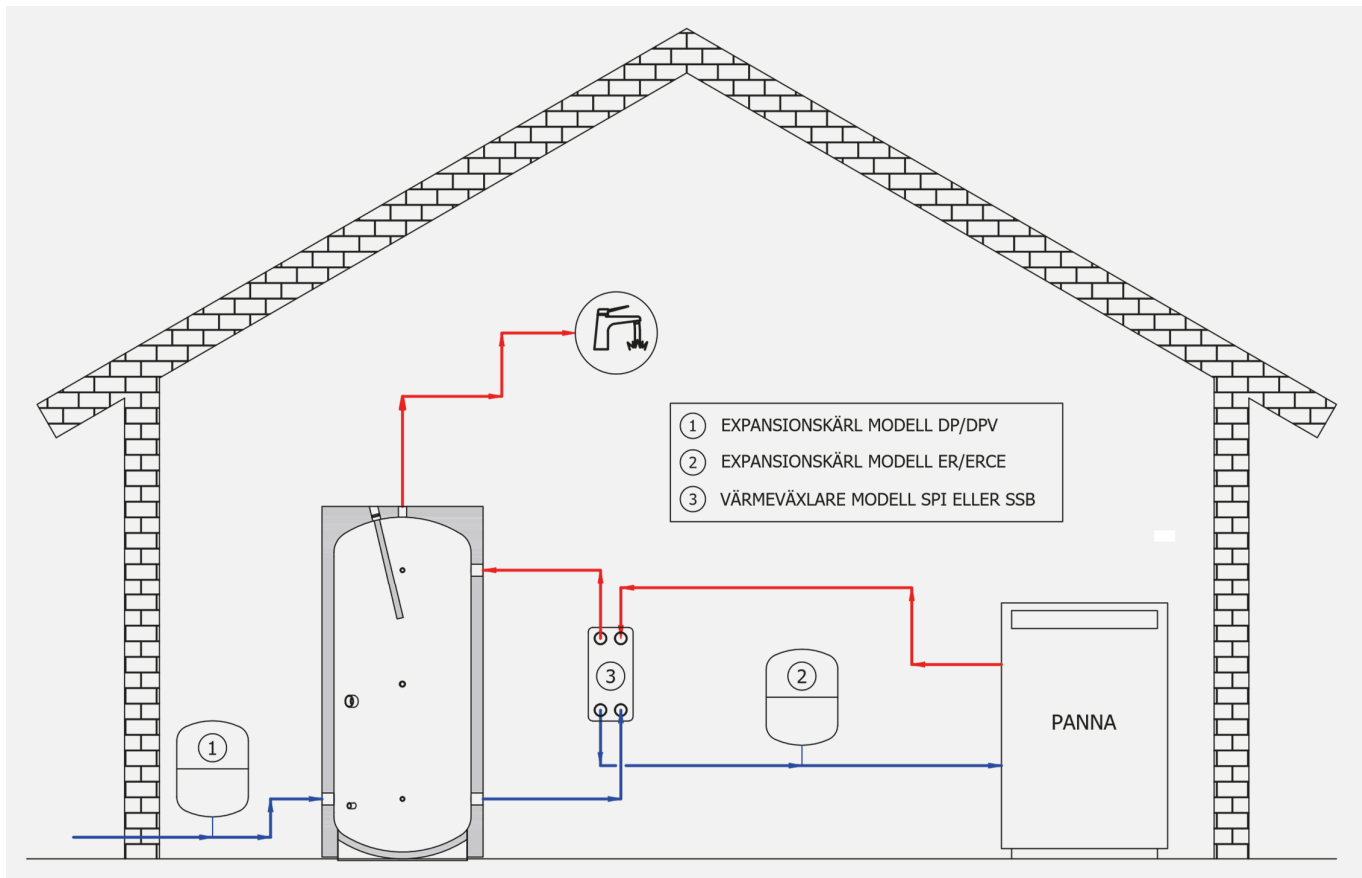 1 EXPANSIONSKÄRL MODELL DP/DPV
2 EXPANSIONSKÄRL MODELL ER/ERCE
3 VÄRMEVÄXLARE MODELL SPI ELLER SSB
3
2
PANNA
1